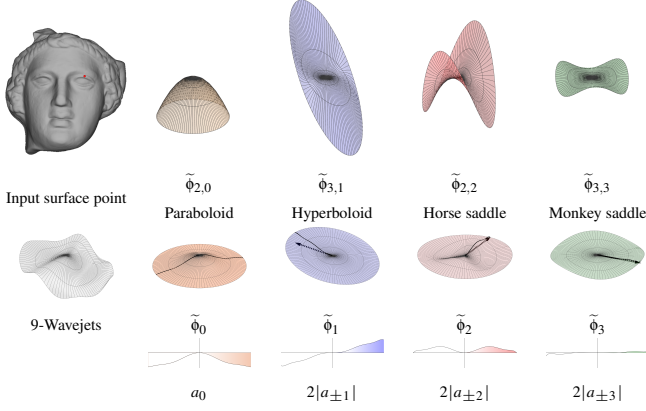 ϕ̃₂,₀ ϕ̃₃,₁ ϕ̃₂,₂ ϕ̃₃,₃
Input surface point
Paraboloid Hyperboloid Horse saddle Monkey saddle
9-Wavejets ϕ̃₀ ϕ̃₁ ϕ̃₂ ϕ̃₃
a₀ 2|a±₁| 2|a±₂| 2|a±₃|